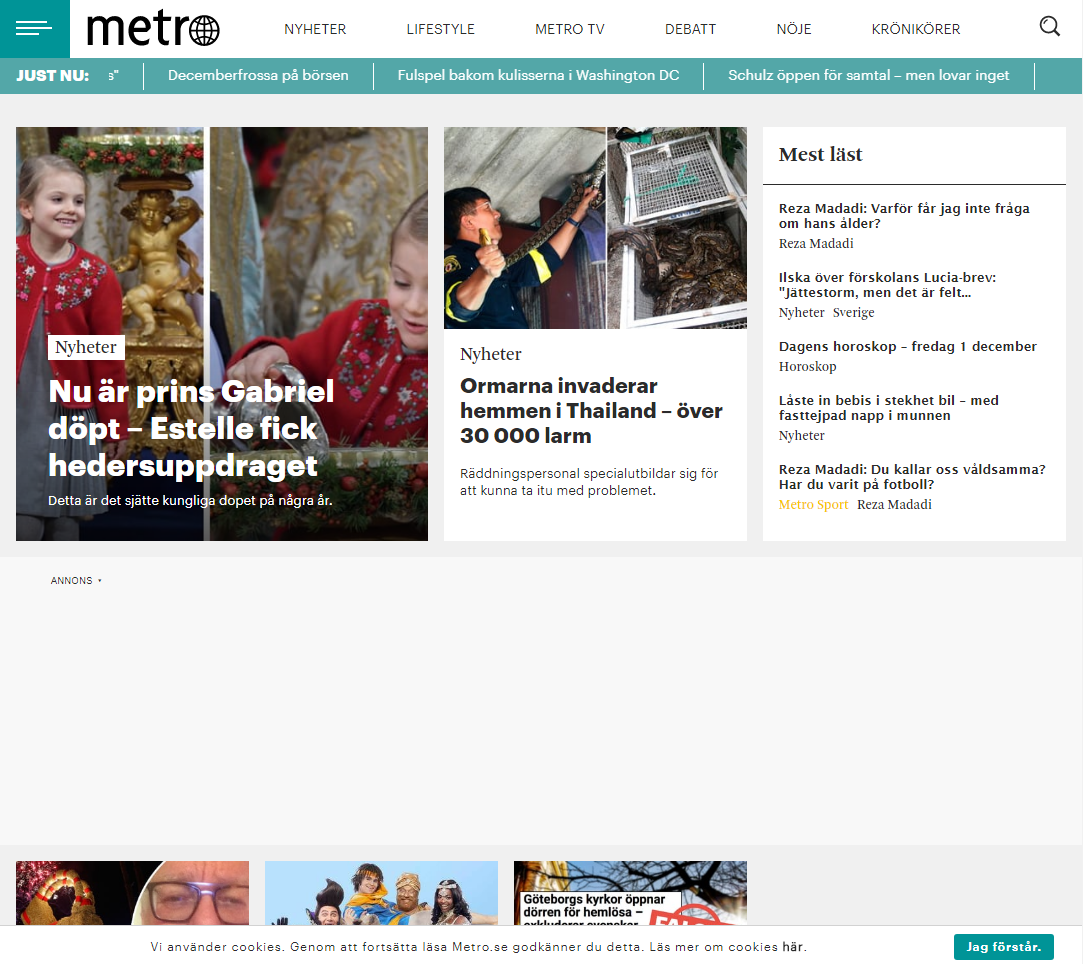 metro
NYHETER
LIFESTYLE
METRO TV
DEBATT
NÖJE
KRÖNIKÖRER
JUST NU:
s"
Decemberfrossa på börsen
Fulspel bakom kulisserna i Washington DC
Schulz öppen för samtal – men lovar inget
Nyheter
Nu är prins Gabriel
döpt – Estelle fick
hedersuppdraget
Detta är det sjätte kungliga dopet på några år.
Nyheter
Ormarna invaderar
hemmen i Thailand – över
30 000 larm
Räddningspersonal specialutbildar sig för
att kunna ta itu med problemet.
Mest läst
Reza Madadi: Varför får jag inte fråga
om hans ålder?
Reza Madadi
Ilska över förskolans Lucia-brev:
"Jättestorm, men det är felt...
Nyheter Sverige
Dagens horoskop – fredag 1 december
Horoskop
Låste in bebis i stekhet bil – med
fasttejpad napp i munnen
Nyheter
Reza Madadi: Du kallar oss våldsamma?
Har du varit på fotboll?
Metro Sport Reza Madadi
ANNONS
Göteborgs kyrkor öppnar
dörren för hemlösa –
Vi använder cookies. Genom att fortsätta läsa Metro.se godkänner du detta. Läs mer om cookies här.
Jag förstår.